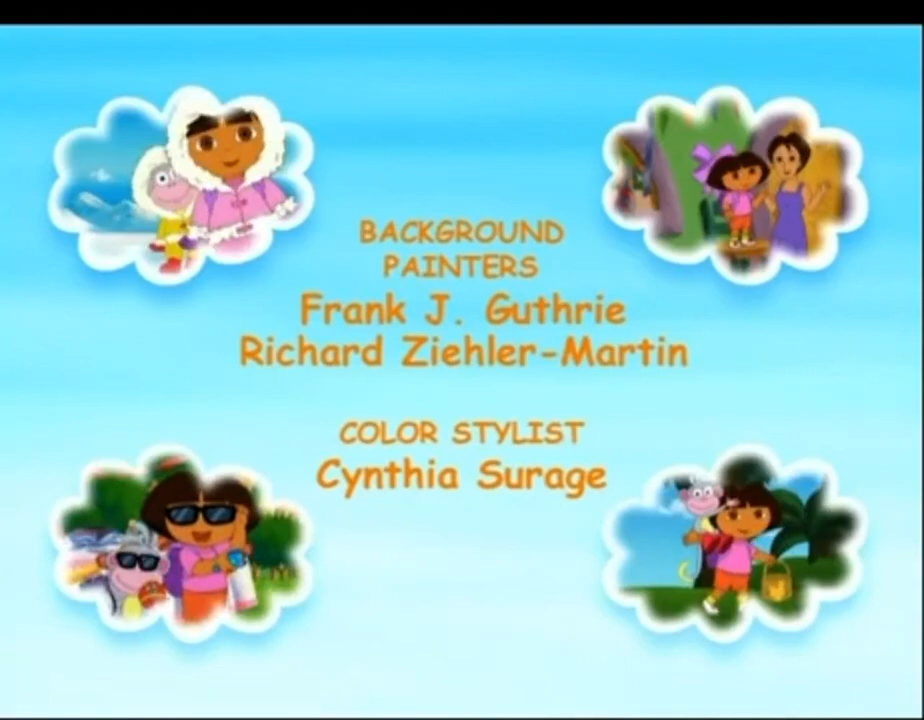 BACKGROUND
PAINTERS
Frank J. Guthrie
Richard Ziehler-Martin
COLOR STYLIST
Cynthia Surage